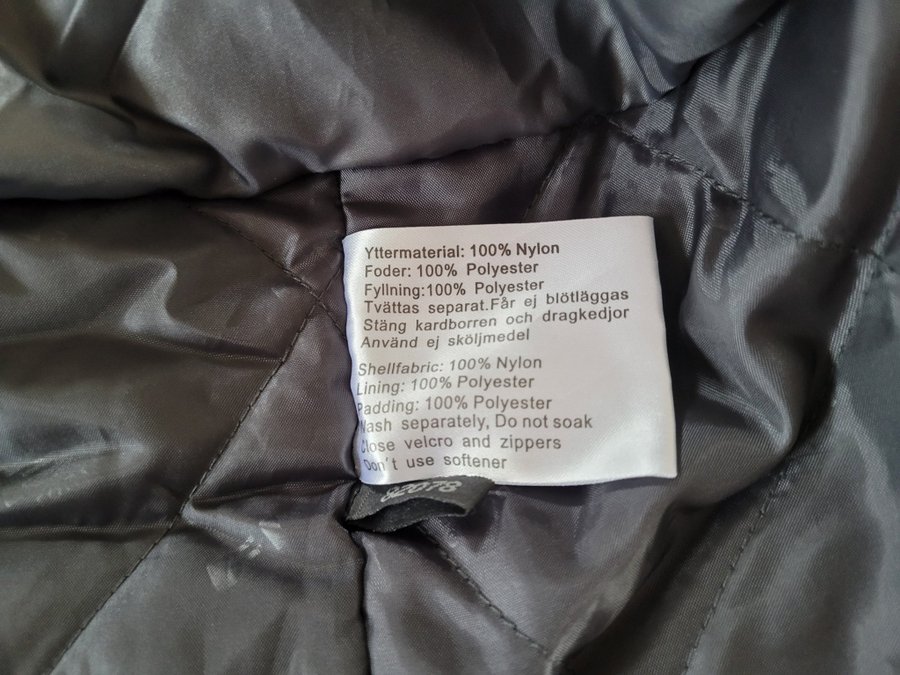 Yttermaterial: 100% Nylon
Foder: 100% Polyester
Fyllning:100% Polyester
Tvättas separat.Får ej blötläggas
Stäng kardborren och dragkedjor
Använd ej sköljmedel
Shellfabric: 100% Nylon
Lining: 100% Polyester
Padding: 100% Polyester
Wash separately, Do not soak
Close velcro and zippers
Don't use softener